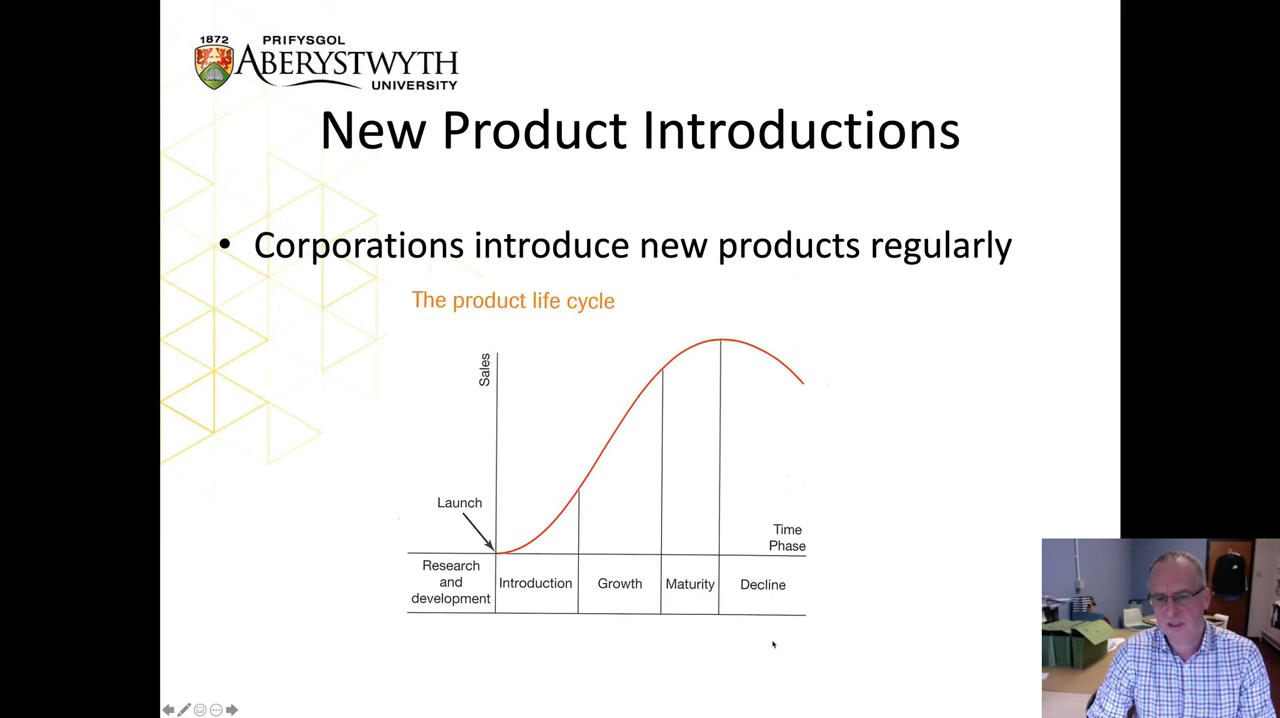 1872
PRIFYSGOL
ABERYSTWYTH
UNIVERSITY
New Product Introductions
• Corporations introduce new products regularly
The product life cycle
Sales
Launch
Time
Phase
Research
and
development
Introduction
Growth
Maturity
Decline